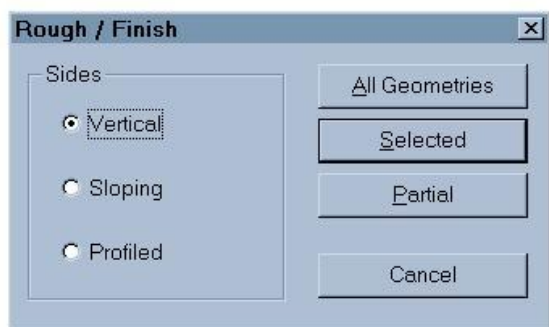 Rough / Finish
Sides
Vertical
Sloping
Profiled
All Geometries
Selected
Partial
Cancel